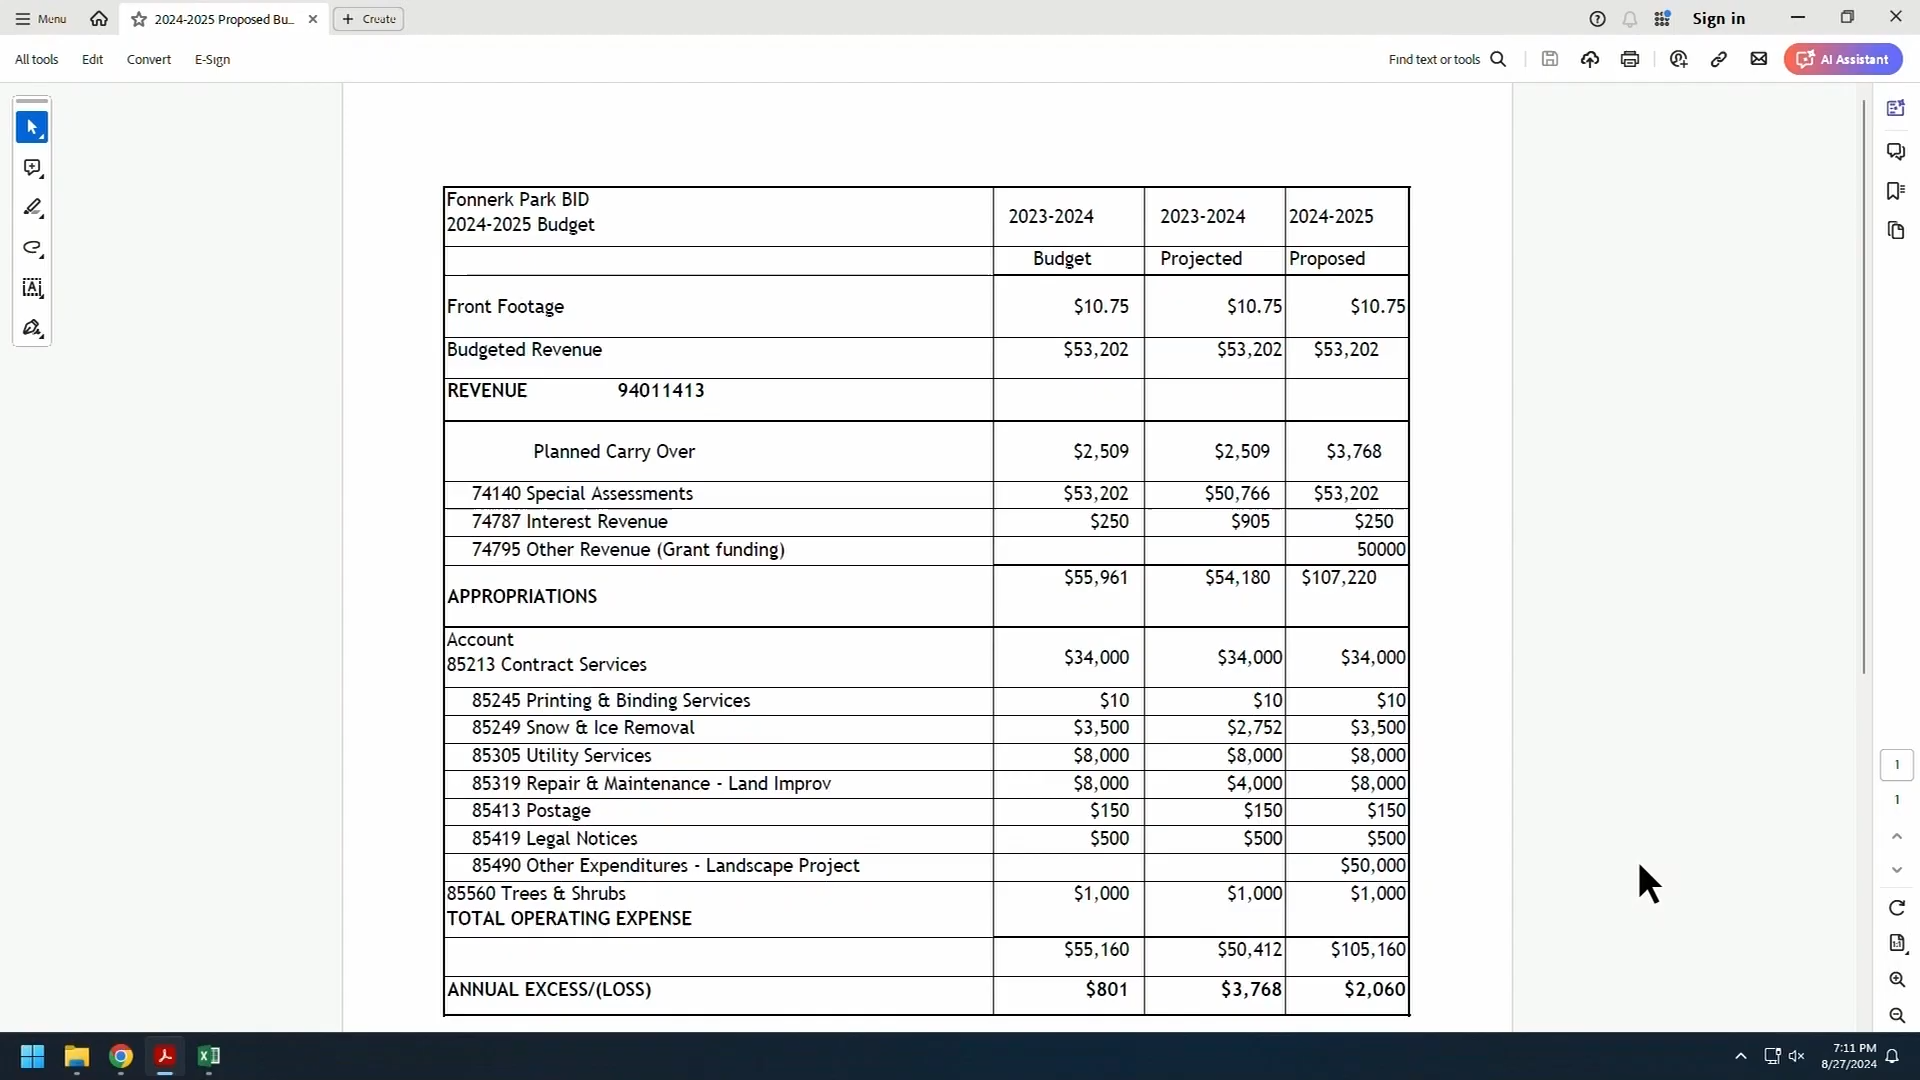 Menu
2024-2025 Proposed Bu...
Create
Sign in
All tools Edit Convert E-Sign
Find text or tools
AI Assistant
Fonnerk Park BID
2024-2025 Budget
2023-2024 2023-2024 2024-2025
Budget Projected Proposed
Front Footage $10.75 $10.75 $10.75
Budgeted Revenue $53,202 $53,202 $53,202
REVENUE 94011413
Planned Carry Over $2,509 $2,509 $3,768
74140 Special Assessments $53,202 $50,766 $53,202
74787 Interest Revenue $250 $905 $250
74795 Other Revenue (Grant funding) 50000
$55,961 $54,180 $107,220
APPROPRIATIONS
Account
85213 Contract Services $34,000 $34,000 $34,000
85245 Printing & Binding Services $10 $10 $10
85249 Snow & Ice Removal $3,500 $2,752 $3,500
85305 Utility Services $8,000 $8,000 $8,000
85319 Repair & Maintenance - Land Improv $8,000 $4,000 $8,000
85413 Postage $150 $150 $150
85419 Legal Notices $500 $500 $500
85490 Other Expenditures - Landscape Project $50,000
85560 Trees & Shrubs $1,000 $1,000 $1,000
TOTAL OPERATING EXPENSE
$55,160 $50,412 $105,160
ANNUAL EXCESS/(LOSS) $801 $3,768 $2,060
1
1
7:11 PM
8/27/2024